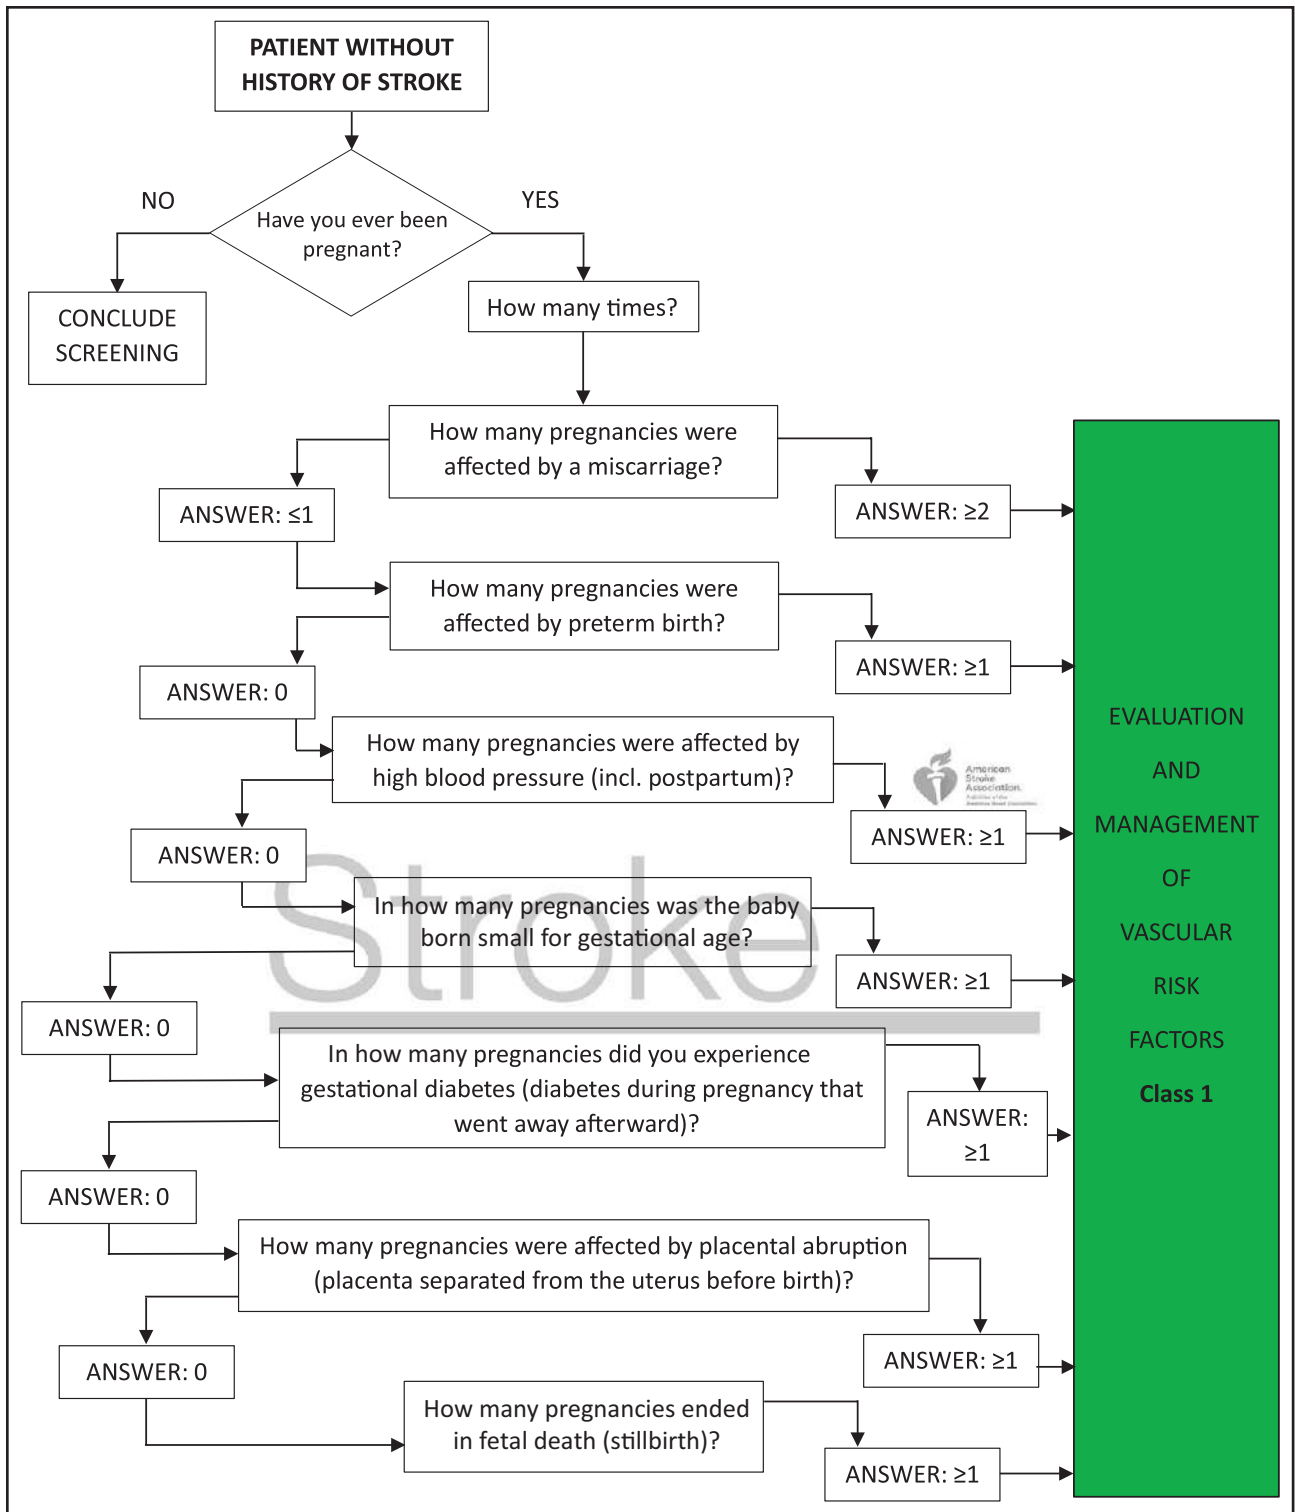 PATIENT WITHOUT
HISTORY OF STROKE
NO
YES
Have you ever been
pregnant?
CONCLUDE
SCREENING
How many times?
How many pregnancies were
affected by a miscarriage?
ANSWER: ≤1
ANSWER: ≥2
How many pregnancies were
affected by preterm birth?
ANSWER: 0
ANSWER: ≥1
How many pregnancies were affected by
high blood pressure (incl. postpartum)?
American
Stroke
Association.
ANSWER: 0
ANSWER: ≥1
Stroke
In how many pregnancies was the baby
born small for gestational age?
ANSWER: 0
ANSWER: ≥1
In how many pregnancies did you experience
gestational diabetes (diabetes during pregnancy that
went away afterward)?
ANSWER: 0
ANSWER:
≥1
How many pregnancies were affected by placental abruption
(placenta separated from the uterus before birth)?
ANSWER: 0
ANSWER: ≥1
How many pregnancies ended
in fetal death (stillbirth)?
ANSWER: ≥1
EVALUATION
AND
MANAGEMENT
OF
VASCULAR
RISK
FACTORS
Class 1